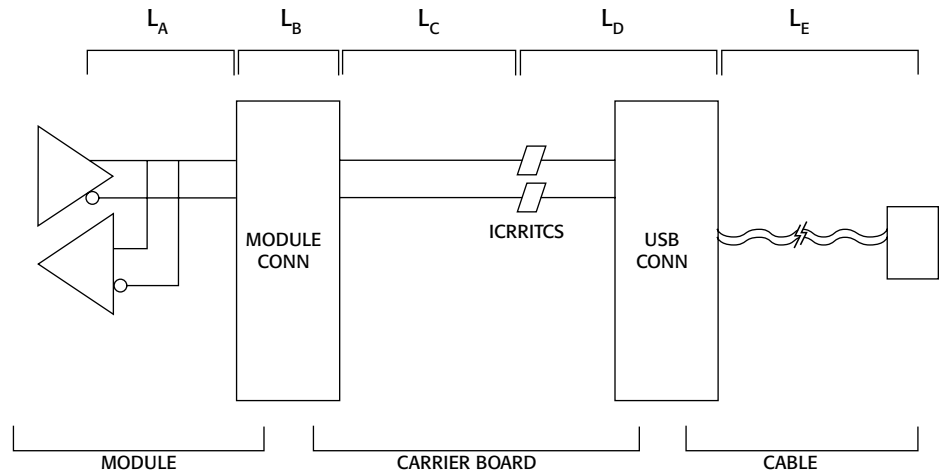 L_A L_B L_C L_D L_E
ICRRITCS
MODULE
CONN
USB
CONN
MODULE CARRIER BOARD CABLE